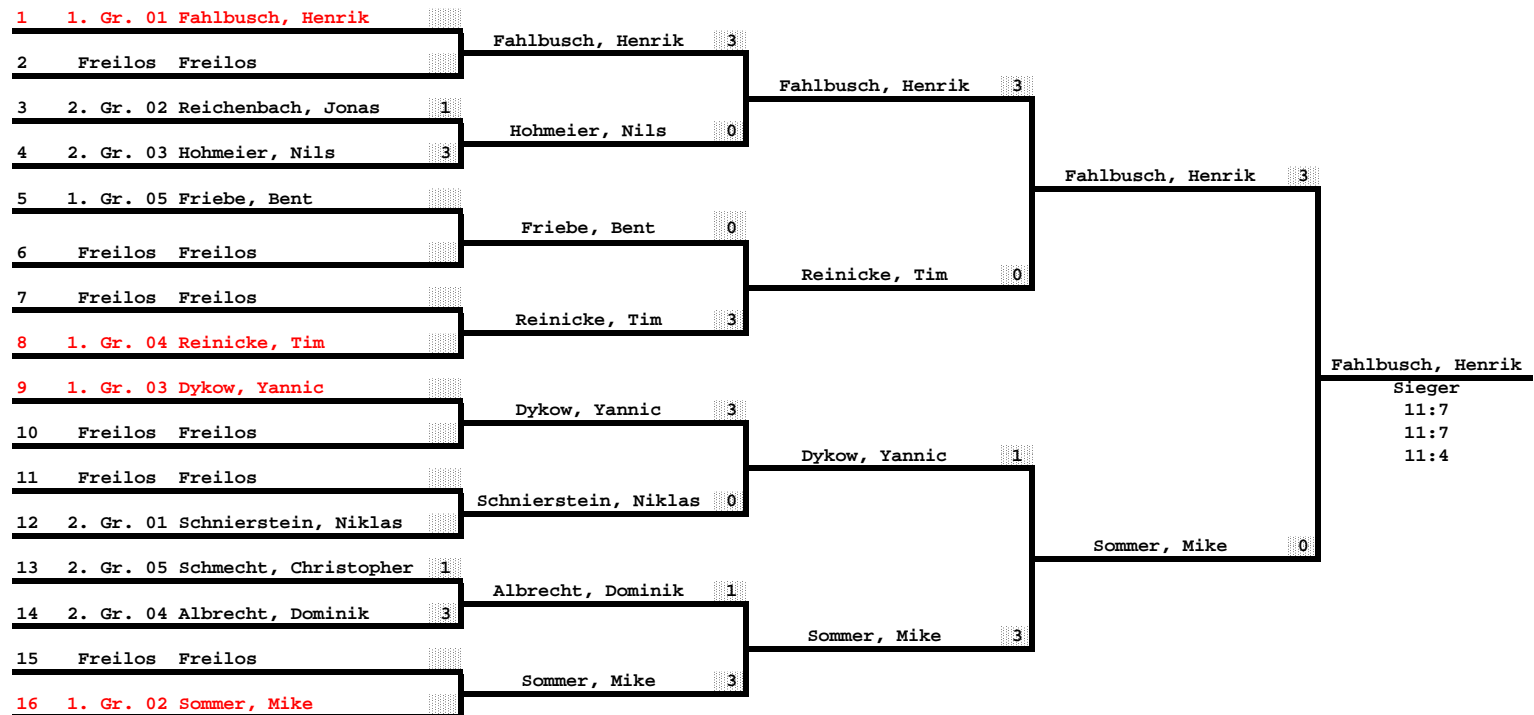 1 1. Gr. 01 Fahlbusch, Henrik
Fahlbusch, Henrik 3
2 Freilos Freilos
Fahlbusch, Henrik 3
3 2. Gr. 02 Reichenbach, Jonas 1
Hohmeier, Nils 0
4 2. Gr. 03 Hohmeier, Nils 3
Fahlbusch, Henrik 3
5 1. Gr. 05 Friebe, Bent
Friebe, Bent 0
6 Freilos Freilos
Reinicke, Tim 0
7 Freilos Freilos
Reinicke, Tim 3
8 1. Gr. 04 Reinicke, Tim
Fahlbusch, Henrik
9 1. Gr. 03 Dykow, Yannic
Sieger
Dykow, Yannic 3
11:7
10 Freilos Freilos
11:7
Dykow, Yannic 1
11:4
11 Freilos Freilos
Schnierstein, Niklas 0
12 2. Gr. 01 Schnierstein, Niklas
Sommer, Mike 0
13 2. Gr. 05 Schmecht, Christopher 1
Albrecht, Dominik 1
14 2. Gr. 04 Albrecht, Dominik 3
Sommer, Mike 3
15 Freilos Freilos
Sommer, Mike 3
16 1. Gr. 02 Sommer, Mike